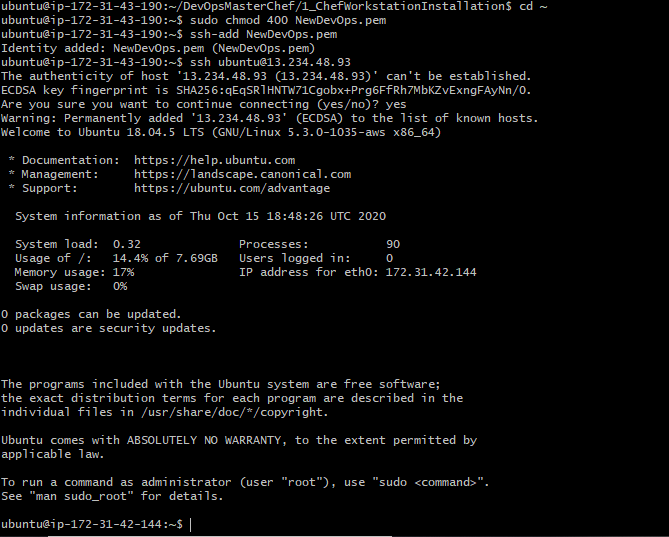 ubuntu@ip-172-31-43-190:~/DevOpsMasterChef/1_ChefWorkstationInstallation$ cd ~
ubuntu@ip-172-31-43-190:~$ sudo chmod 400 NewDevOps.pem
ubuntu@ip-172-31-43-190:~$ ssh-add NewDevOps.pem
Identity added: NewDevOps.pem (NewDevOps.pem)
ubuntu@ip-172-31-43-190:~$ ssh ubuntu@13.234.48.93
The authenticity of host '13.234.48.93 (13.234.48.93)' can't be established.
ECDSA key fingerprint is SHA256:qEqSRlHNTW71Cgobx+Prg6FfRh7MbKZvExngFAyNn/0.
Are you sure you want to continue connecting (yes/no)? yes
Warning: Permanently added '13.234.48.93' (ECDSA) to the list of known hosts.
Welcome to Ubuntu 18.04.5 LTS (GNU/Linux 5.3.0-1035-aws x86_64)

 * Documentation:  https://help.ubuntu.com
 * Management:     https://landscape.canonical.com
 * Support:        https://ubuntu.com/advantage

  System information as of Thu Oct 15 18:48:26 UTC 2020

  System load:  0.32              Processes:           90
  Usage of /:   14.4% of 7.69GB   Users logged in:     0
  Memory usage: 17%               IP address for eth0: 172.31.42.144
  Swap usage:   0%

0 packages can be updated.
0 updates are security updates.

The programs included with the Ubuntu system are free software;
the exact distribution terms for each program are described in the
individual files in /usr/share/doc/*/copyright.

Ubuntu comes with ABSOLUTELY NO WARRANTY, to the extent permitted by
applicable law.

To run a command as administrator (user "root"), use "sudo <command>".
See "man sudo_root" for details.

ubuntu@ip-172-31-42-144:~$